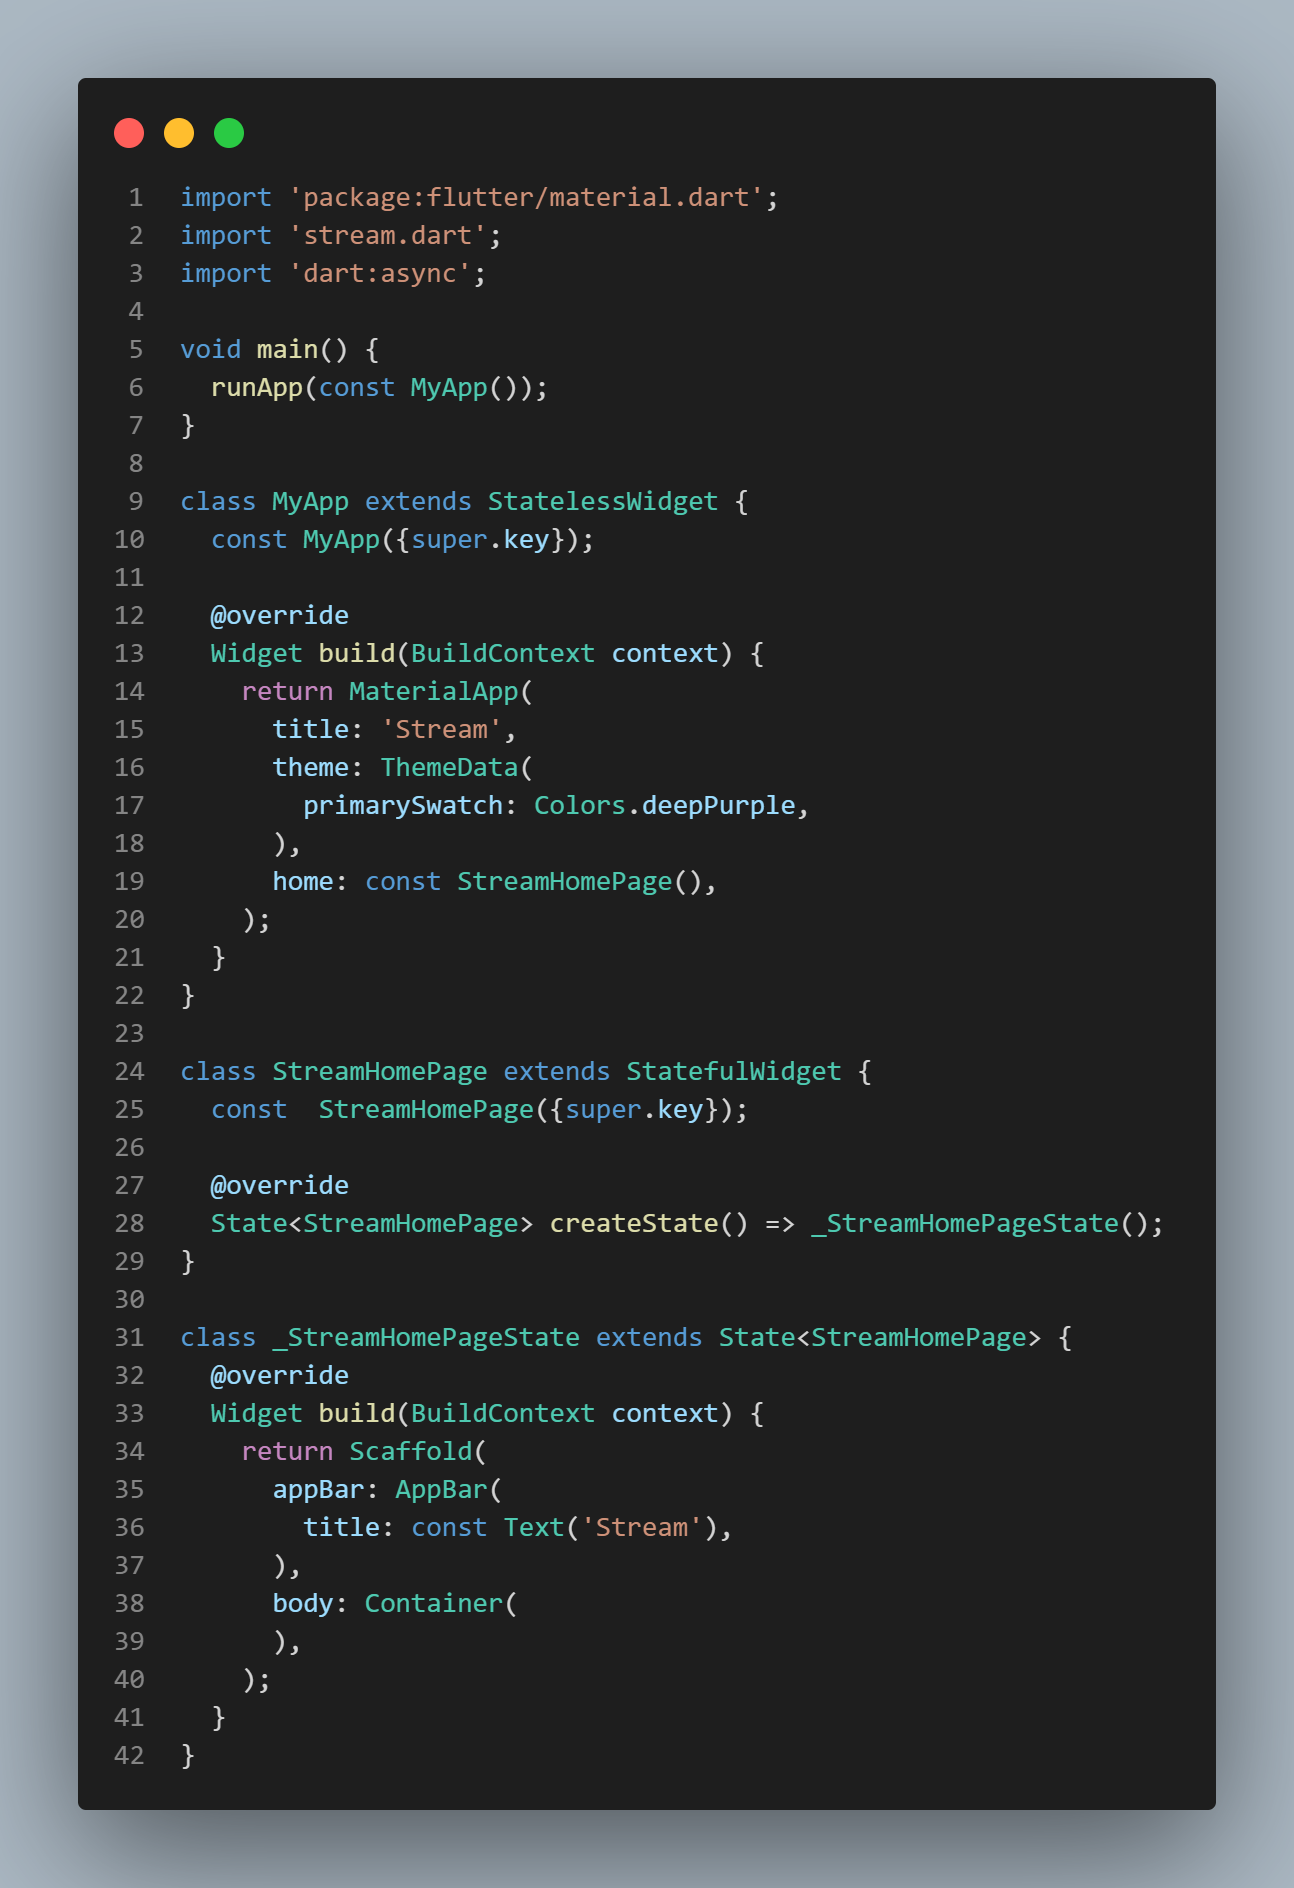 1 import 'package:flutter/material.dart';
2 import 'stream.dart';
3 import 'dart:async';
4
5 void main() {
6   runApp(const MyApp());
7 }
8
9 class MyApp extends StatelessWidget {
10   const MyApp({super.key});
11
12   @override
13   Widget build(BuildContext context) {
14     return MaterialApp(
15       title: 'Stream',
16       theme: ThemeData(
17         primarySwatch: Colors.deepPurple,
18       ),
19       home: const StreamHomePage(),
20     );
21   }
22 }
23
24 class StreamHomePage extends StatefulWidget {
25   const  StreamHomePage({super.key});
26
27   @override
28   State<StreamHomePage> createState() => _StreamHomePageState();
29 }
30
31 class _StreamHomePageState extends State<StreamHomePage> {
32   @override
33   Widget build(BuildContext context) {
34     return Scaffold(
35       appBar: AppBar(
36         title: const Text('Stream'),
37       ),
38       body: Container(
39       ),
40     );
41   }
42 }